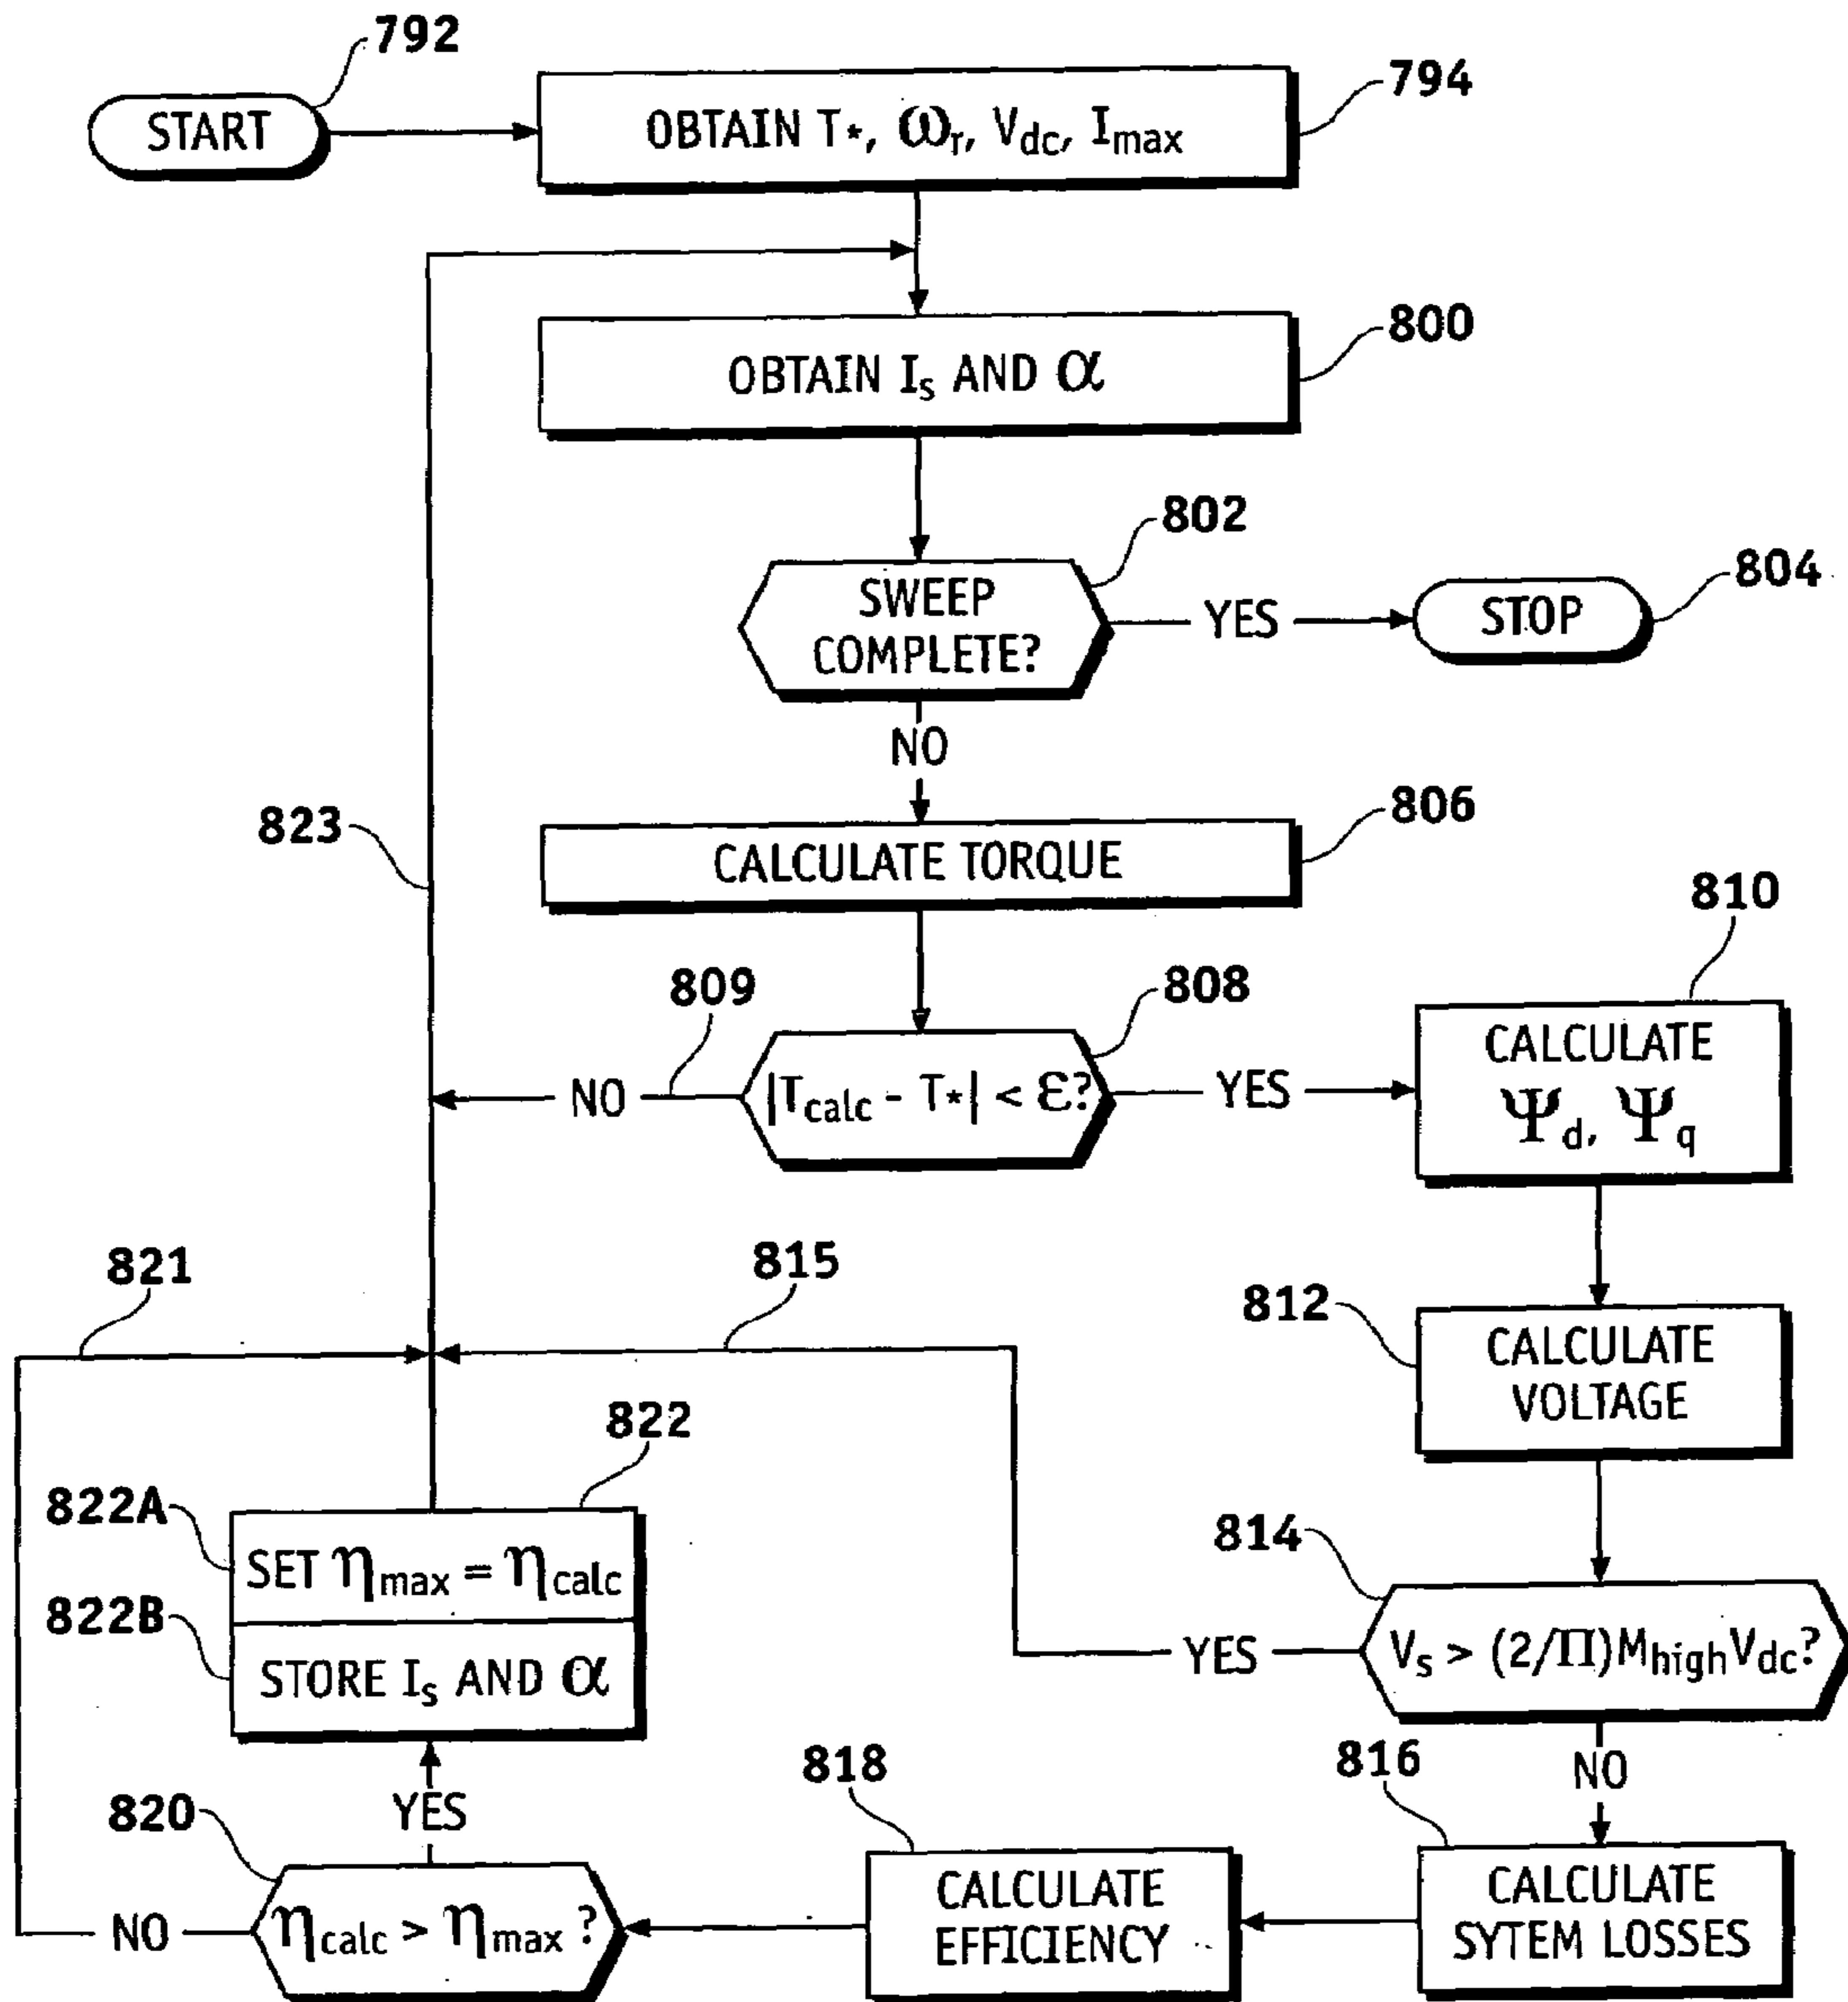 792
START
OBTAIN T*, ωr, Vdc, Imax
794
OBTAIN Is AND α
800
802
SWEEP
COMPLETE?
YES
STOP
804
NO
823
CALCULATE TORQUE
806
809
NO
|Tcalc - T*| < ε?
808
YES
810
CALCULATE
Ψd, Ψq
821
815
812
CALCULATE
VOLTAGE
822
822A
SET ηmax = ηcalc
822B
STORE Is AND α
814
Vs > (2/Π)MhighVdc?
YES
NO
820
YES
NO
ηcalc > ηmax ?
818
CALCULATE
EFFICIENCY
816
CALCULATE
SYTEM LOSSES